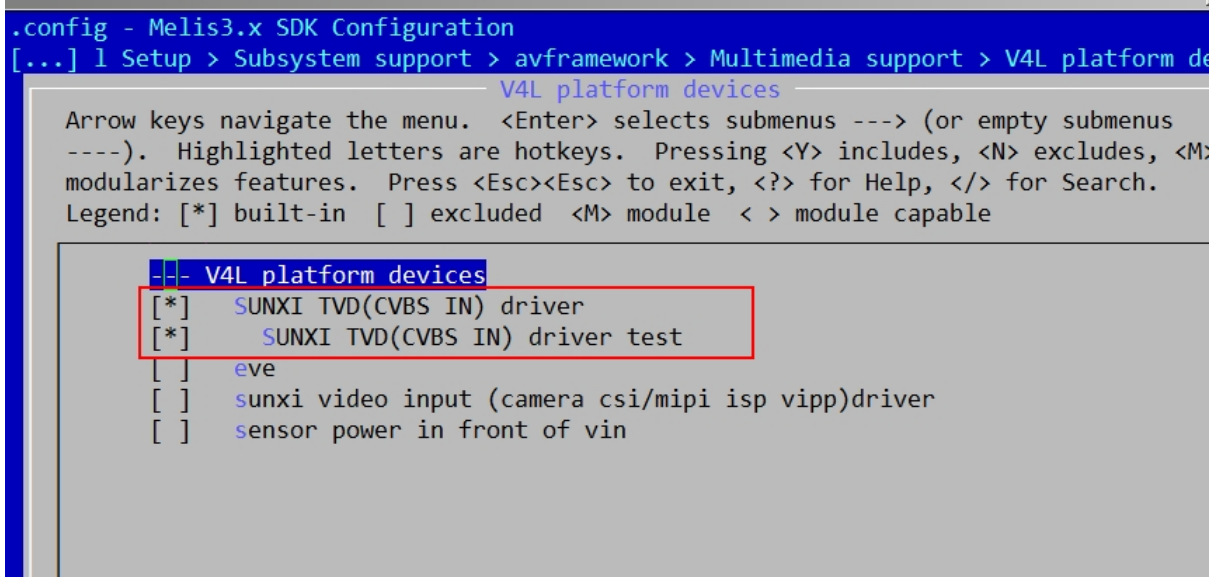 .config - Melis3.x SDK Configuration
[...] l Setup > Subsystem support > avframework > Multimedia support > V4L platform de
V4L platform devices
Arrow keys navigate the menu.  <Enter> selects submenus ---> (or empty submenus
----).  Highlighted letters are hotkeys.  Pressing <Y> includes, <N> excludes, <M>
modularizes features.  Press <Esc><Esc> to exit, <?> for Help, </> for Search.
Legend: [*] built-in  [ ] excluded  <M> module  < > module capable
--- V4L platform devices
[*]   SUNXI TVD(CVBS IN) driver
[*]     SUNXI TVD(CVBS IN) driver test
[ ]   eve
[ ]   sunxi video input (camera csi/mipi isp vipp)driver
[ ]   sensor power in front of vin